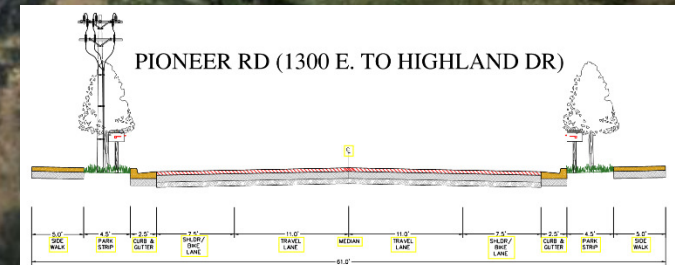 PIONEER RD (1300 E. TO HIGHLAND DR)
℄
5.0' 4.5' 2.5' 7.5' 11.0' 11.0' 7.5' 2.5' 4.5' 5.0'
SIDE WALK
PARK STRIP
CURB & GUTTER
SHLDR/ BIKE LANE
TRAVEL LANE
MEDIAN
TRAVEL LANE
SHLDR/ BIKE LANE
CURB & GUTTER
PARK STRIP
SIDE WALK
61.0'